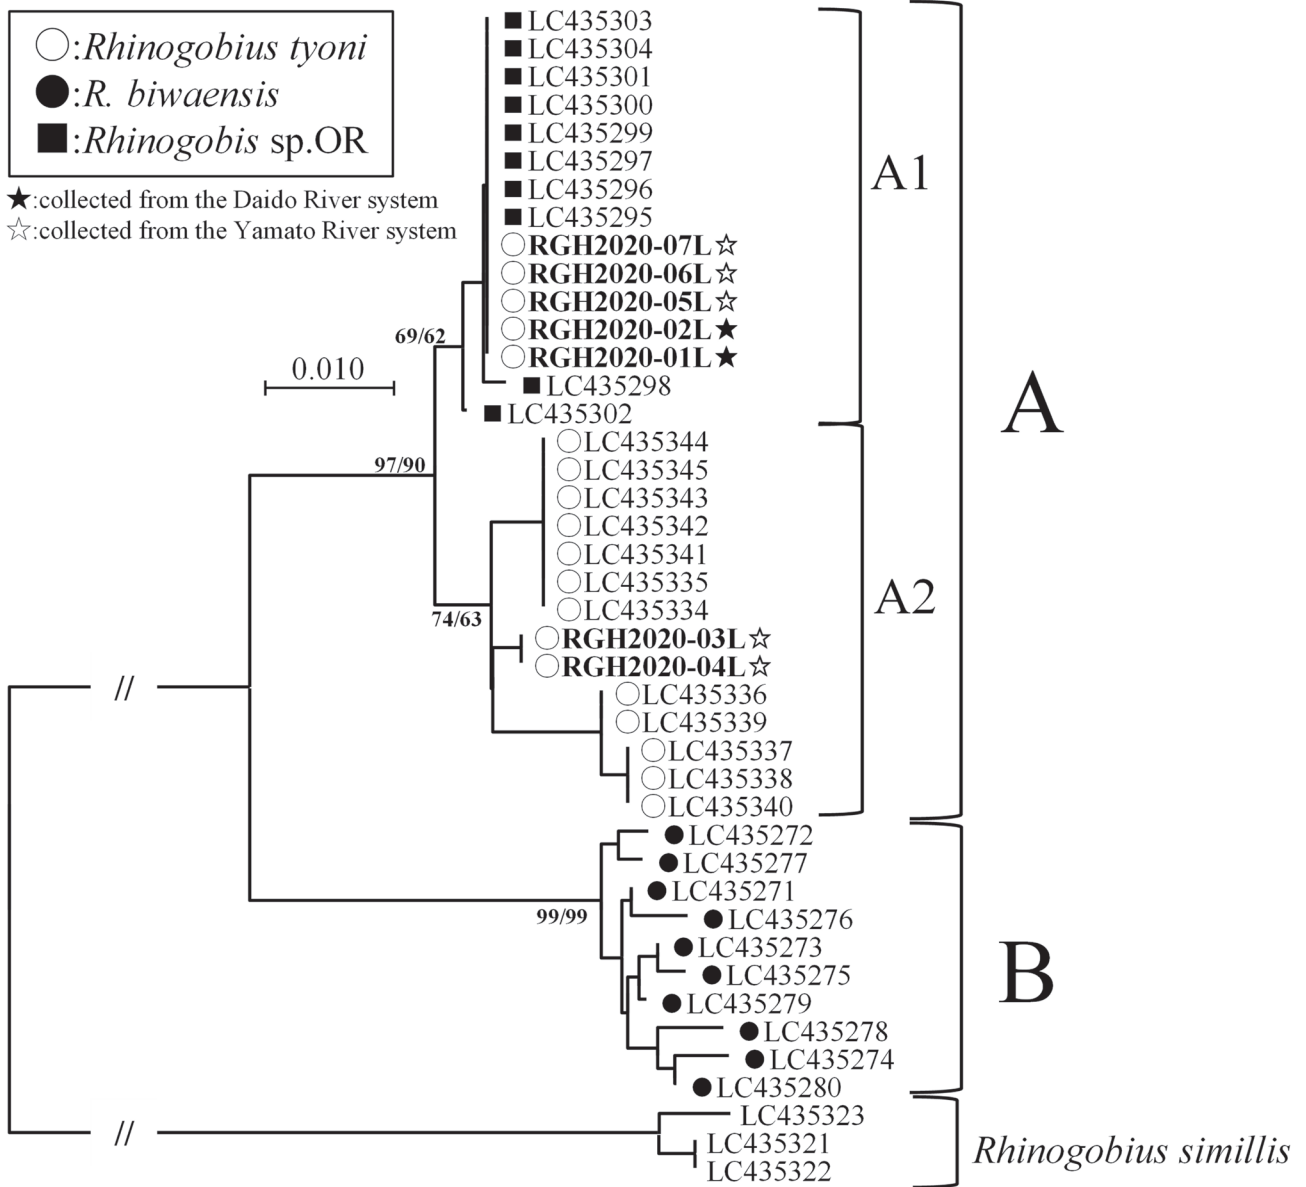 ○:Rhinogobius tyoni
●:R. biwaensis
■:Rhinogobis sp.OR
★:collected from the Daido River system
☆:collected from the Yamato River system
0.010
69/62
97/90
74/63
99/99
//
//
LC435303
LC435304
LC435301
LC435300
LC435299
LC435297
LC435296
LC435295
RGH2020-07L☆
RGH2020-06L☆
RGH2020-05L☆
RGH2020-02L★
RGH2020-01L★
LC435298
LC435302
LC435344
LC435345
LC435343
LC435342
LC435341
LC435335
LC435334
RGH2020-03L☆
RGH2020-04L☆
LC435336
LC435339
LC435337
LC435338
LC435340
LC435272
LC435277
LC435271
LC435276
LC435273
LC435275
LC435279
LC435278
LC435274
LC435280
LC435323
LC435321
LC435322
A1
A2
A
B
Rhinogobius simillis